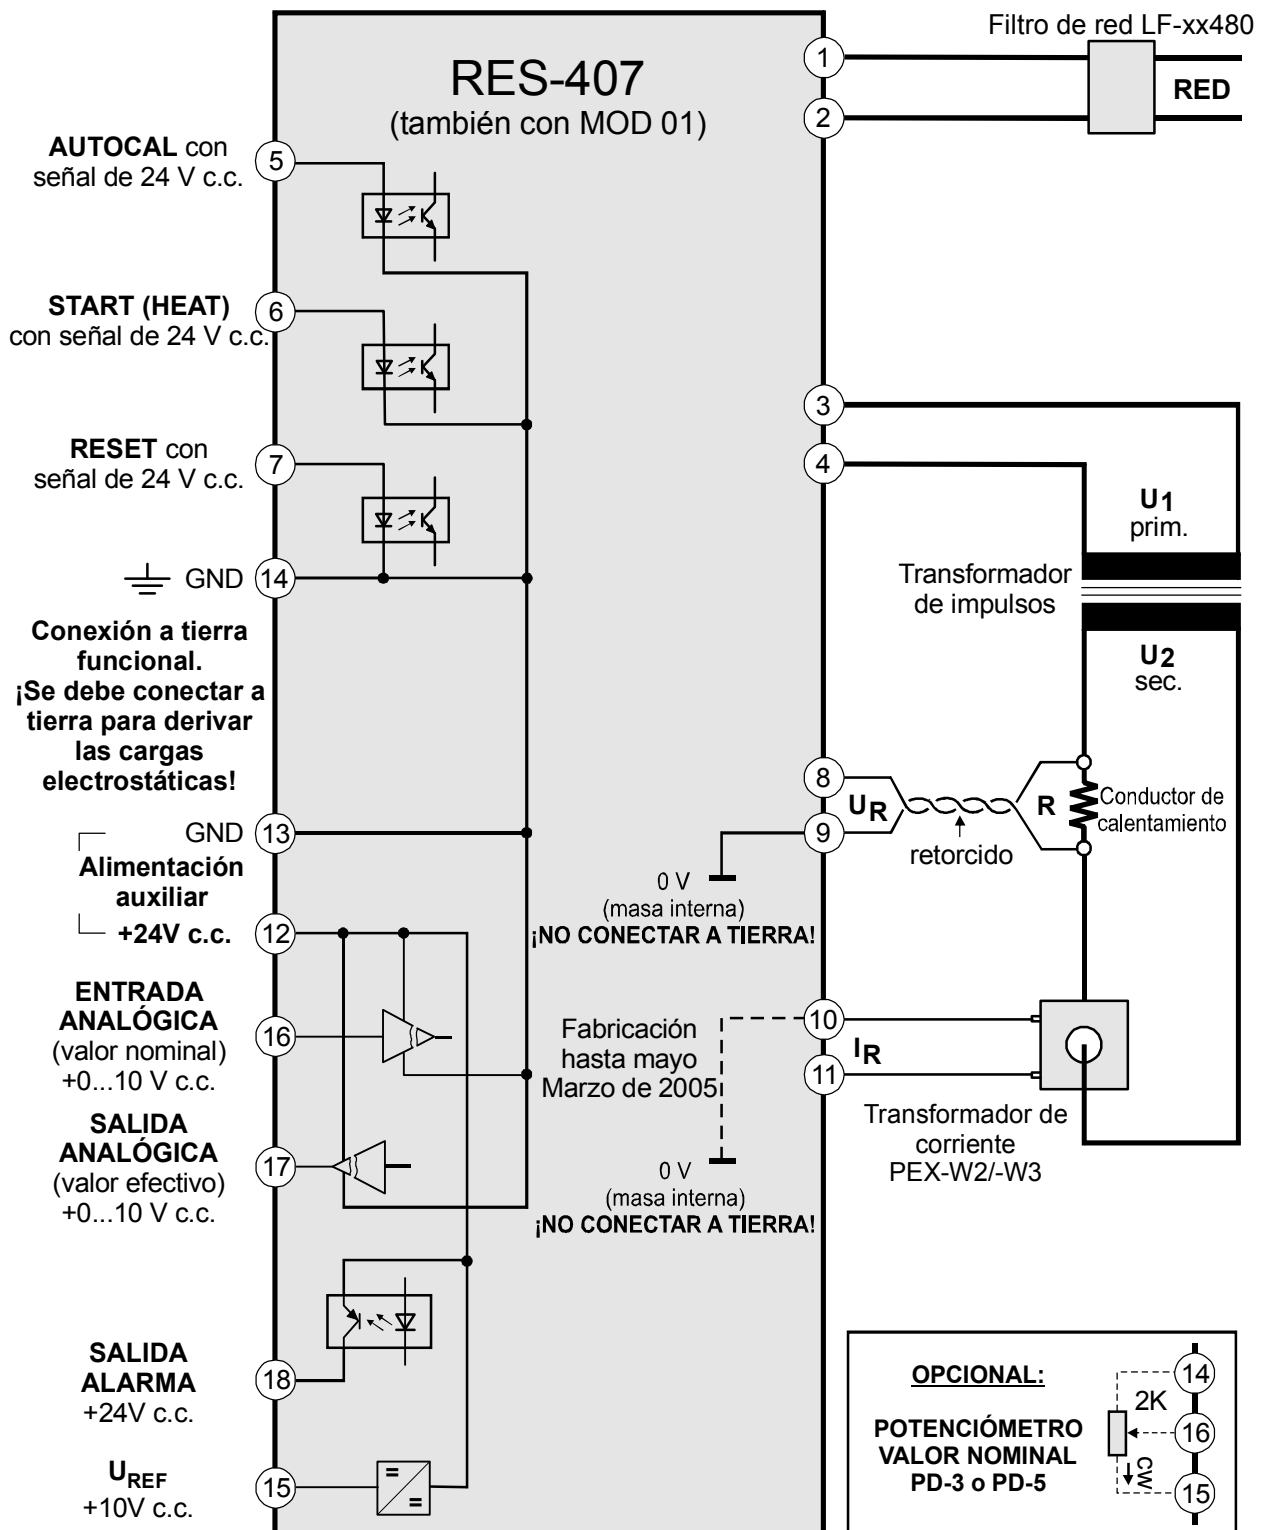 Filtro de red LF-xx480
RES-407
(también con MOD 01)
1
2
RED
AUTOCAL con
señal de 24 V c.c.
5
START (HEAT)
con señal de 24 V c.c.
6
RESET con
señal de 24 V c.c.
7
GND
14
Conexión a tierra
funcional.
¡Se debe conectar a
tierra para derivar
las cargas
electrostáticas!
GND
13
Alimentación
auxiliar
+24V c.c.
12
ENTRADA
ANALÓGICA
(valor nominal)
+0...10 V c.c.
16
SALIDA
ANALÓGICA
(valor efectivo)
+0...10 V c.c.
17
SALIDA
ALARMA
+24V c.c.
18
UREF
+10V c.c.
15
=
=
3
4
U1
prim.
Transformador
de impulsos
U2
sec.
8
9
UR
retorcido
R
Conductor de
calentamiento
0 V
(masa interna)
¡NO CONECTAR A TIERRA!
Fabricación
hasta mayo
Marzo de 2005
10
11
IR
Transformador de
corriente
PEX-W2/-W3
0 V
(masa interna)
¡NO CONECTAR A TIERRA!
OPCIONAL:
POTENCIÓMETRO
VALOR NOMINAL
PD-3 o PD-5
14
2K
16
CW
15